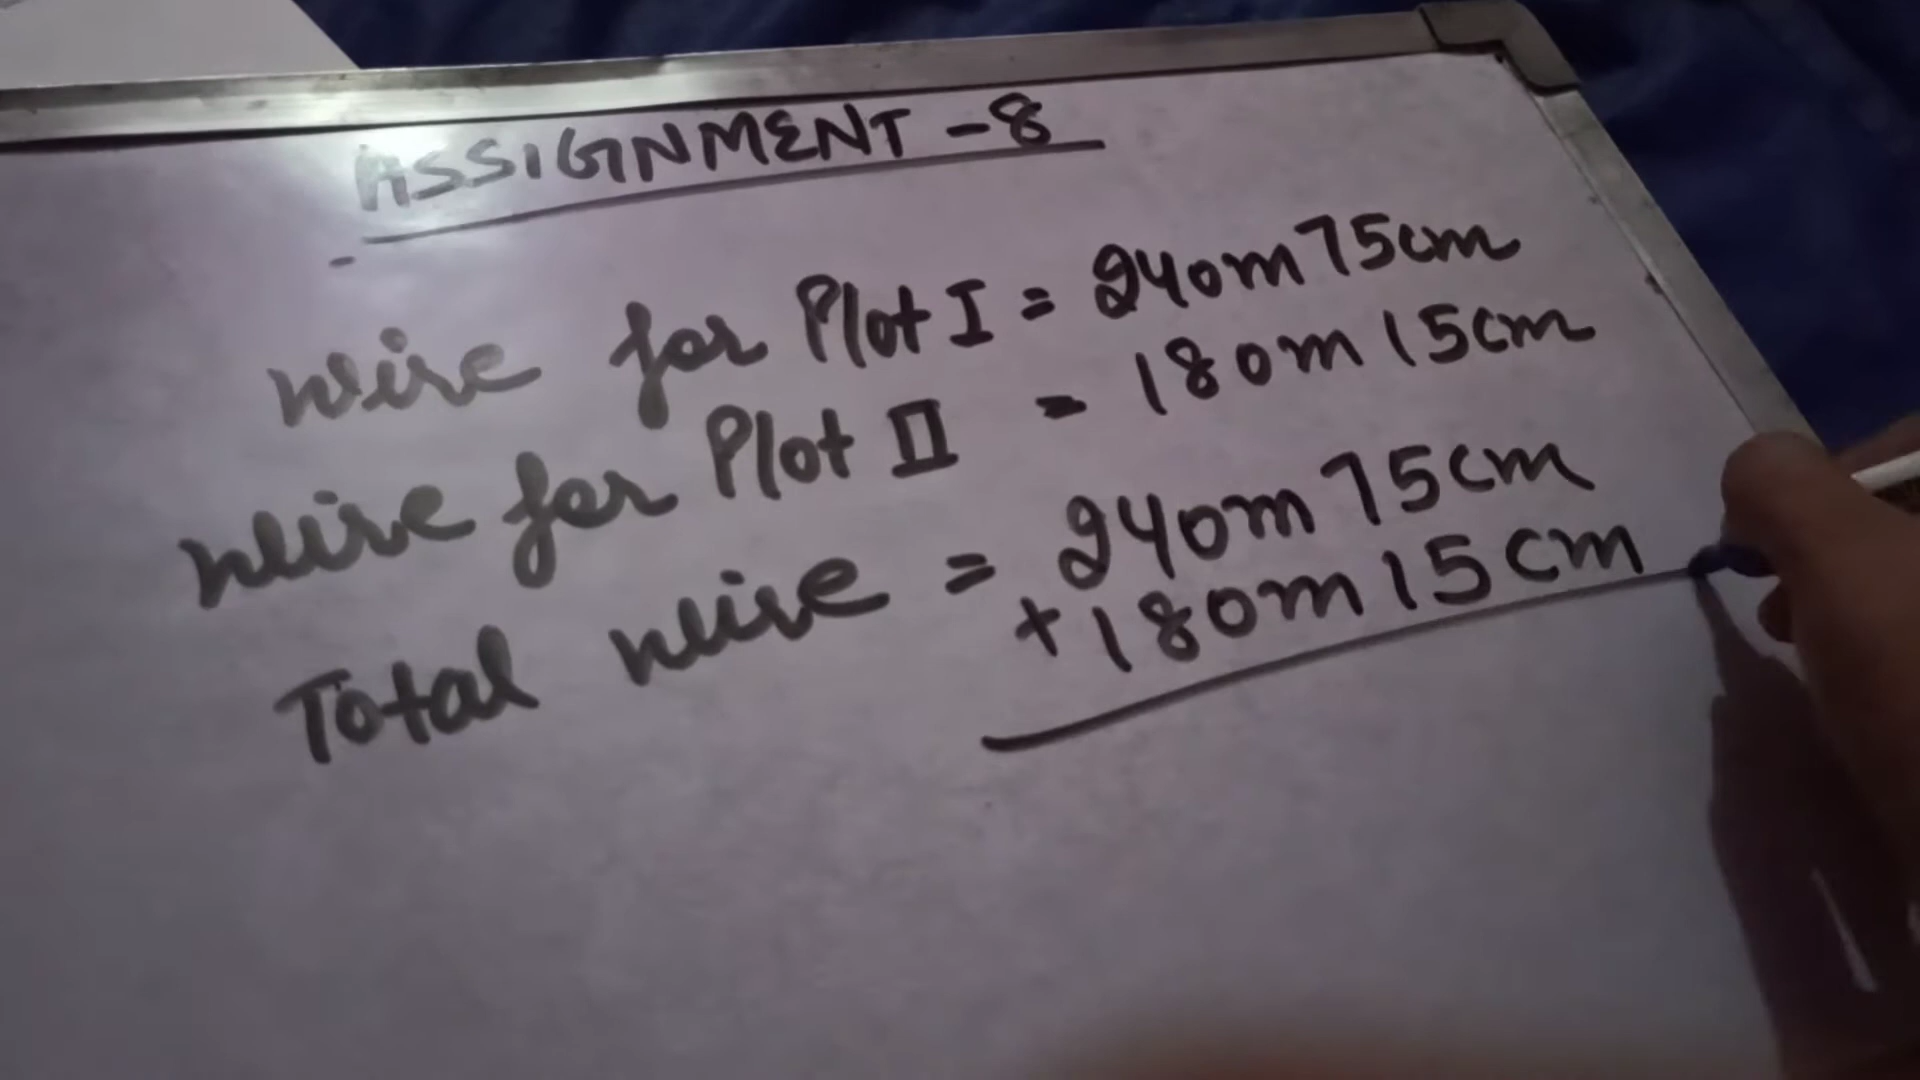 ASSIGNMENT - 8
Wire for Plot I = 240m 75cm
Wire for Plot II = 180m 15cm
Total wire = 240m 75cm
+ 180m 15cm